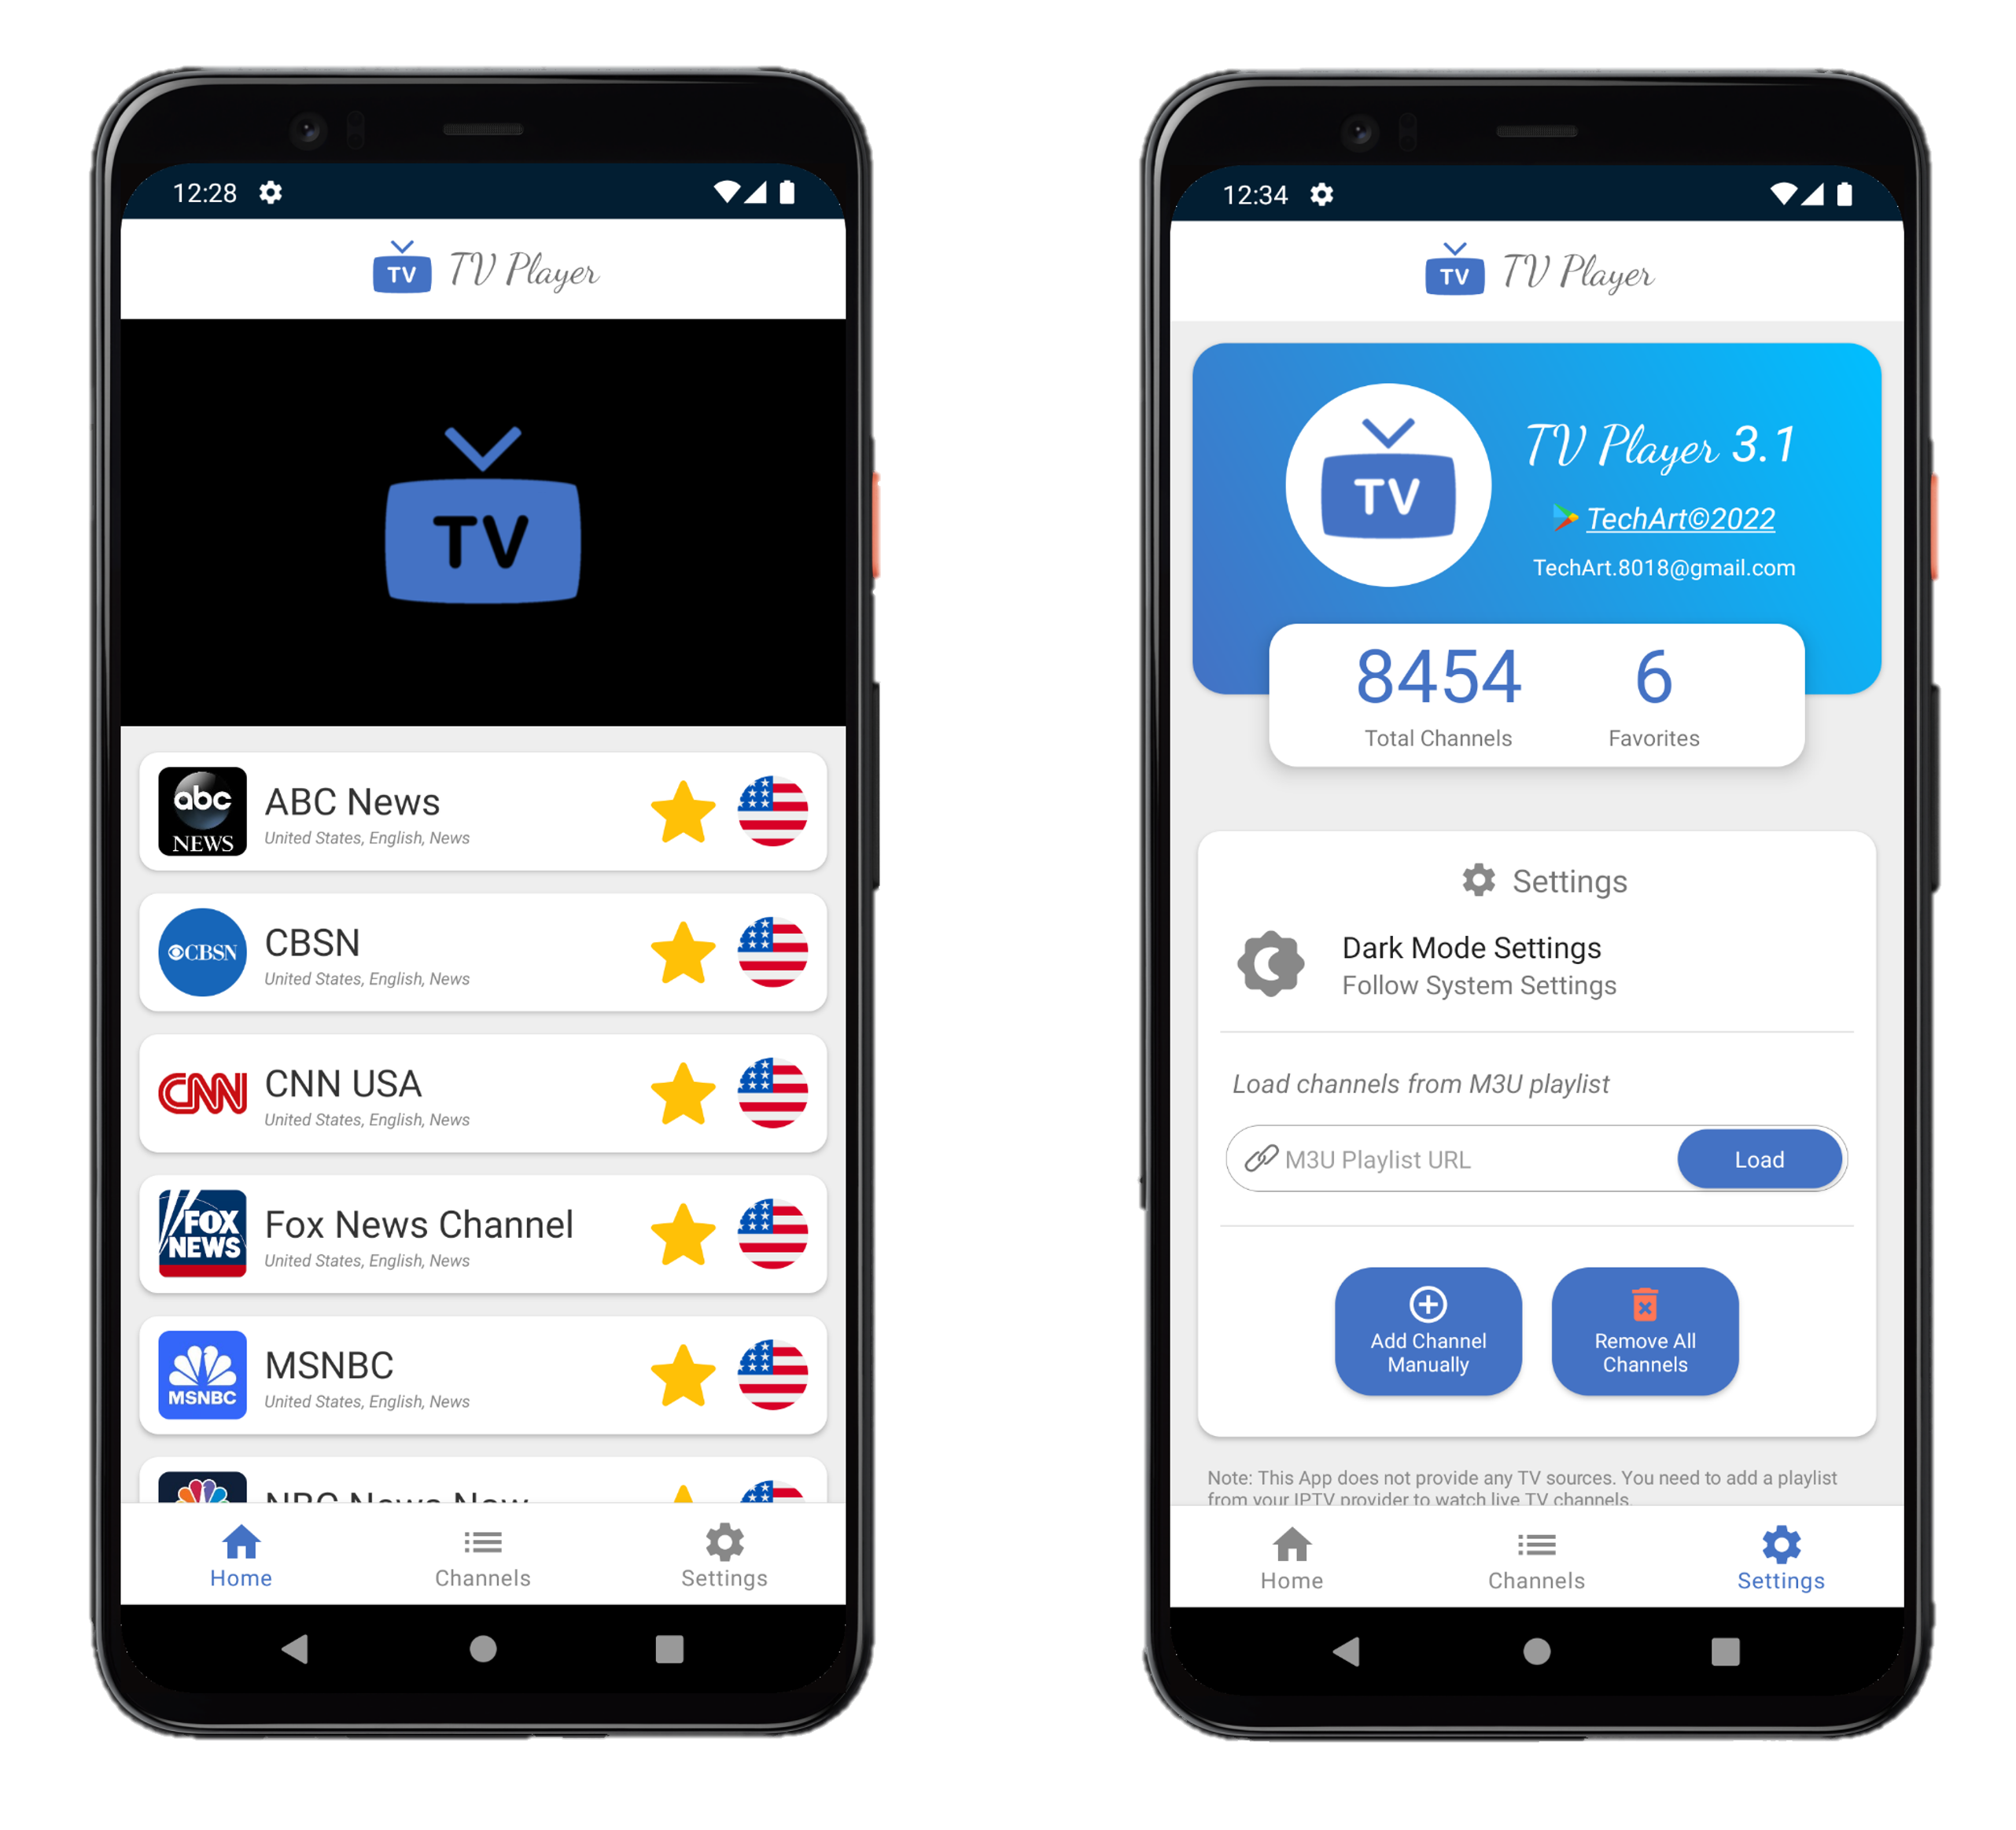 12:28
TV TV Player
TV
abc
NEWS
ABC News
United States, English, News
CBSN
CBSN
United States, English, News
CNN
CNN USA
United States, English, News
FOX
NEWS
Fox News Channel
United States, English, News
MSNBC
MSNBC
United States, English, News
NBC News Now
Home
Channels
Settings
12:34
TV TV Player
TV
TV Player 3.1
TechArt©2022
TechArt.8018@gmail.com
8454
Total Channels
6
Favorites
Settings
Dark Mode Settings
Follow System Settings
Load channels from M3U playlist
M3U Playlist URL
Load
Add Channel
Manually
Remove All
Channels
Note: This App does not provide any TV sources. You need to add a playlist
from your IPTV provider to watch live TV channels.
Home
Channels
Settings